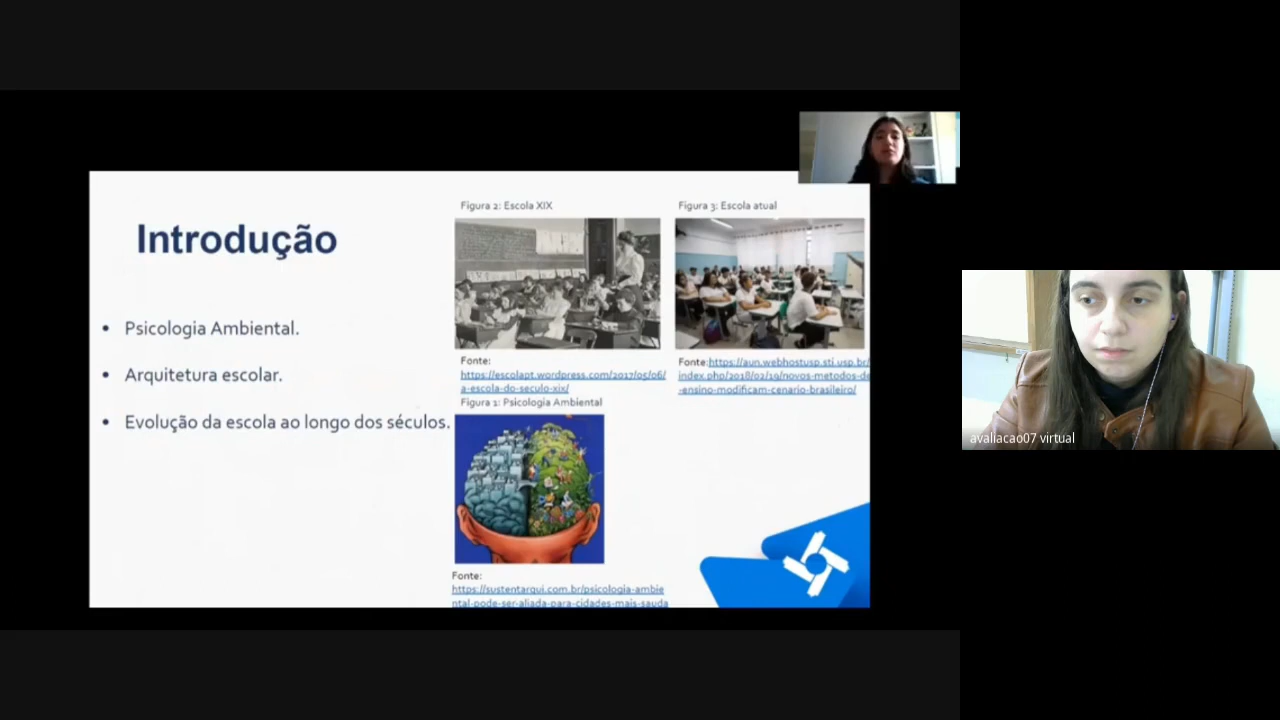 Introdução
• Psicologia Ambiental.
• Arquitetura escolar.
• Evolução da escola ao longo dos séculos.
Figura 2: Escola XIX
Fonte:
https://escolapt.wordpress.com/2017/05/06/
a-escola-do-seculo-xix/
Figura 3: Escola atual
Fonte:https://aun.webhostusp.sti.usp.br/
index.php/2018/02/19/novos-metodos-de
-ensino-modificam-cenario-brasileiro/
Figura 1: Psicologia Ambiental
Fonte:
https://sustentarqui.com.br/psicologia-ambie
ntal-pode-ser-aliada-para-cidades-mais-sauda
avaliacao07 virtual